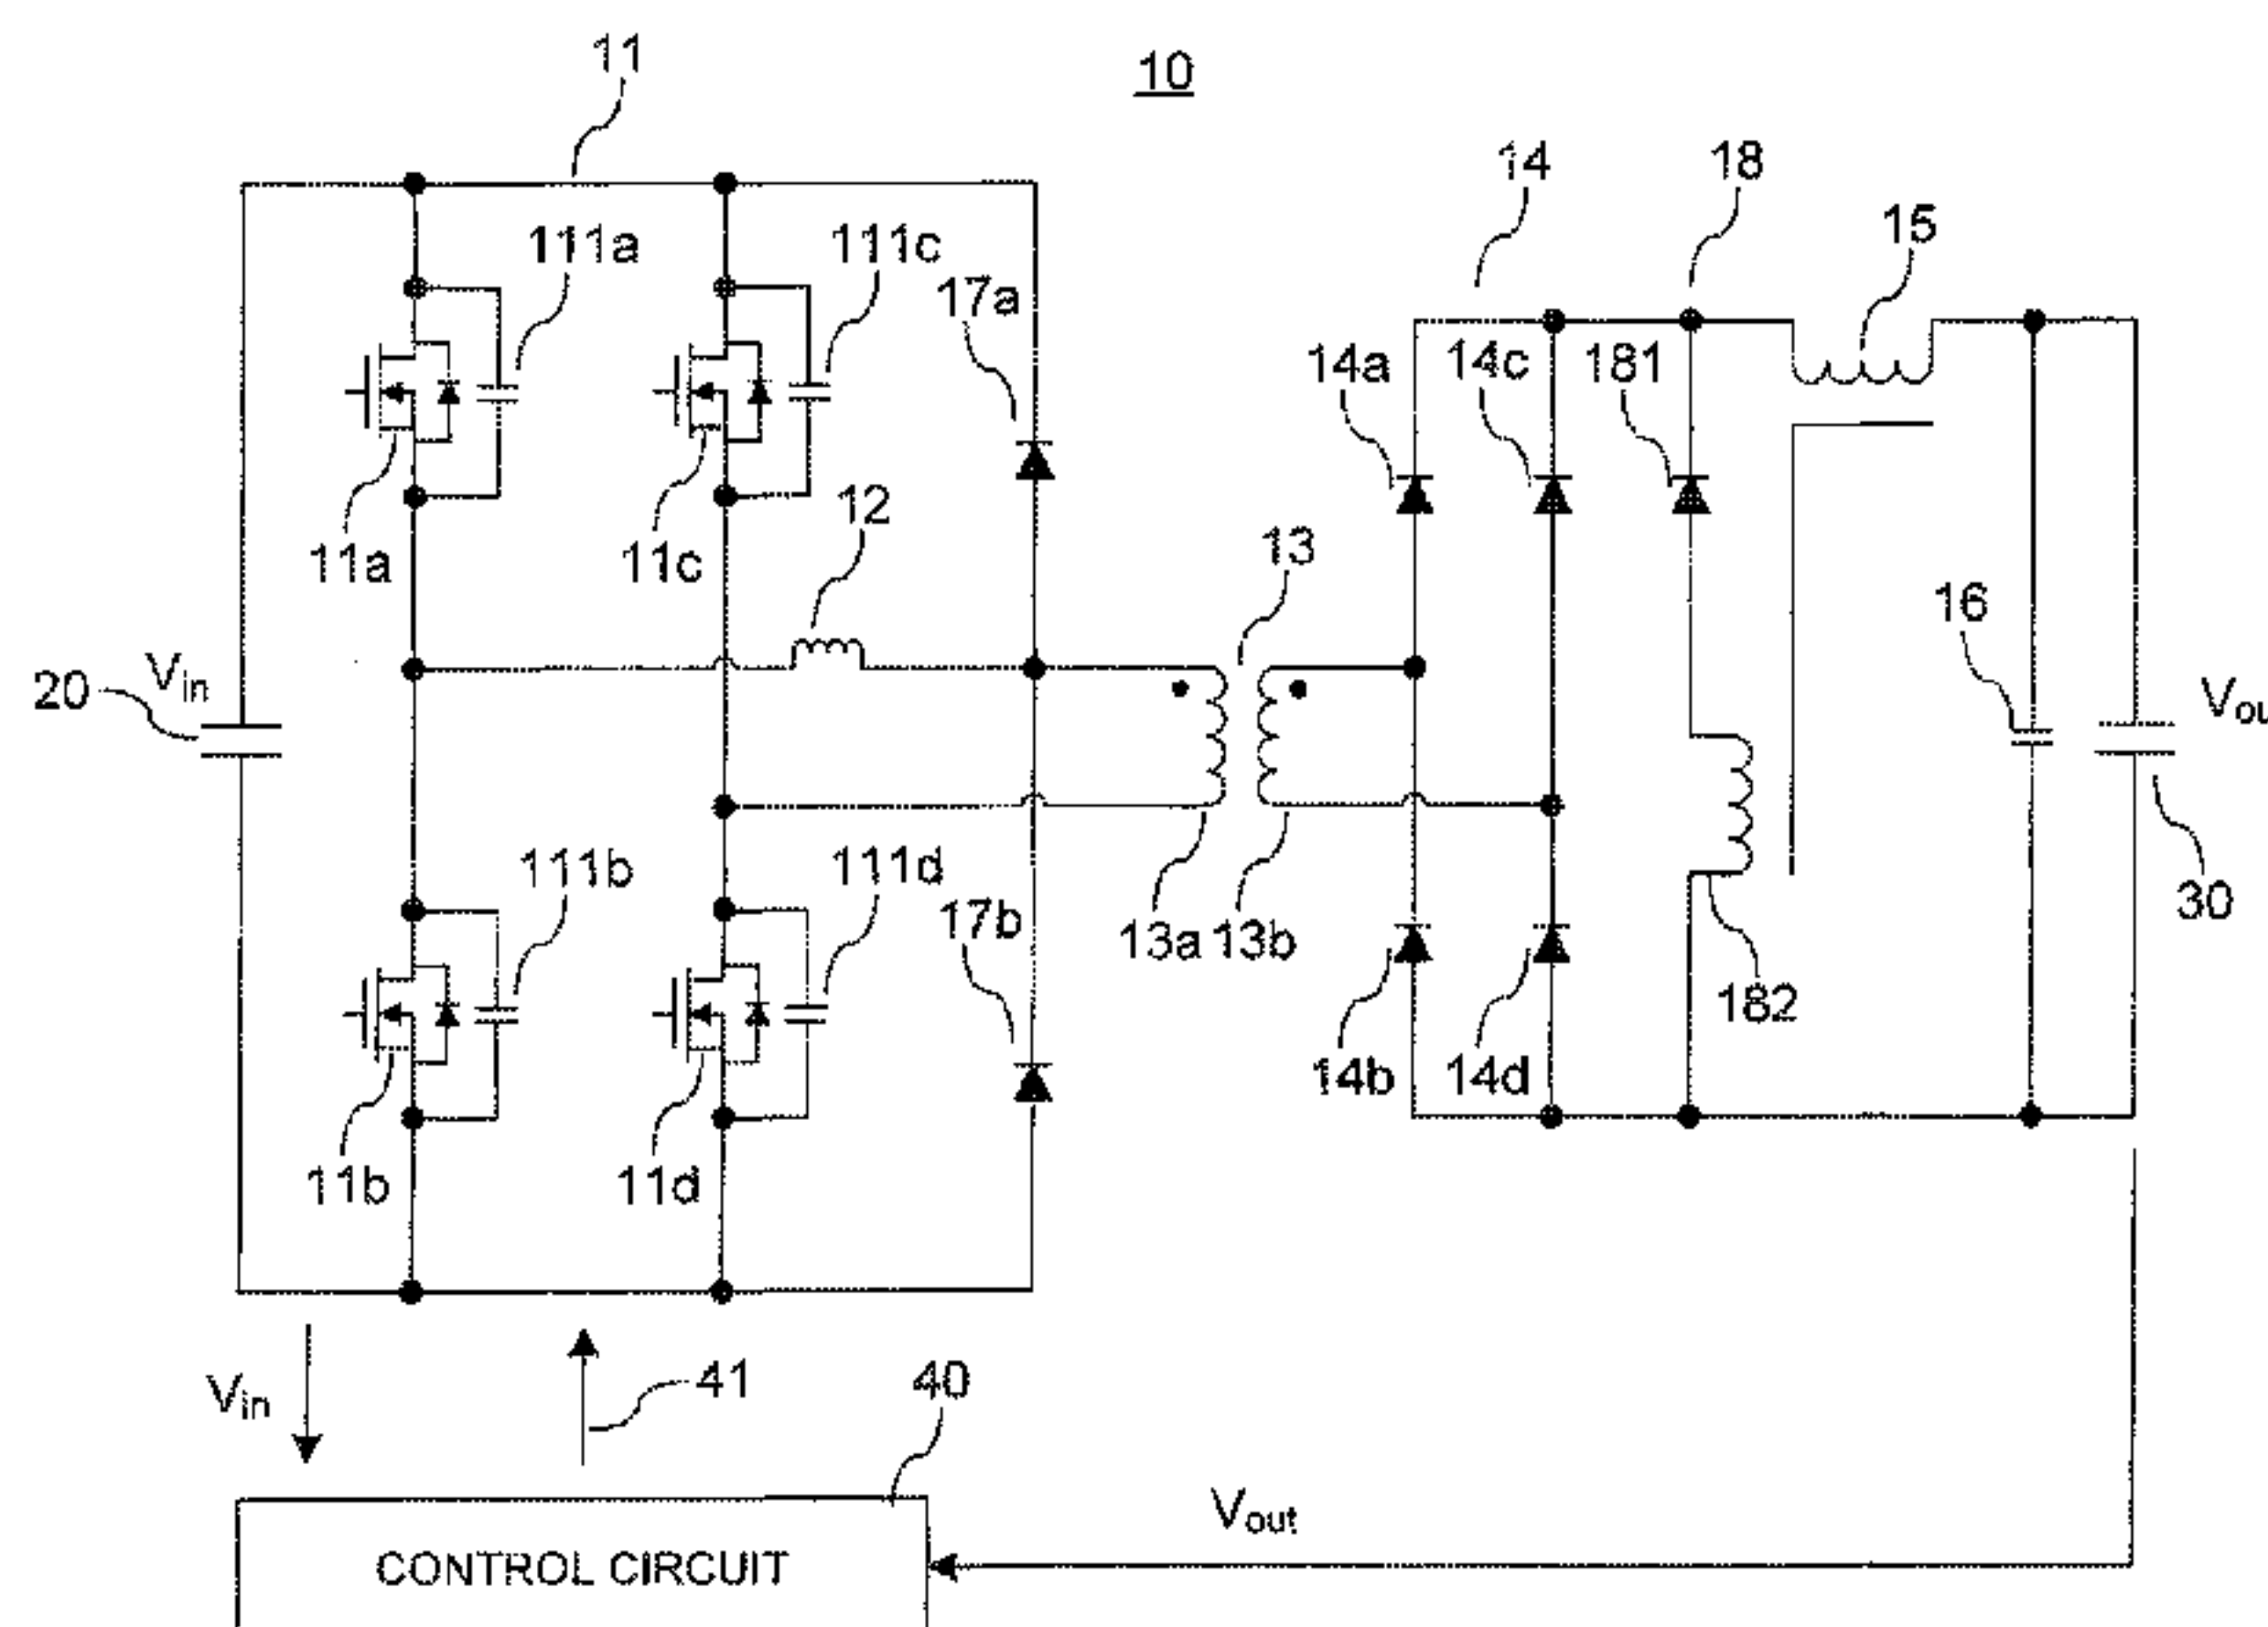 11
10
14
18
15
111a
111c
17a
14a
14c
181
12
13
11a
11c
16
Vin
20
Vou
111b
111d
17b
13a
13b
30
182
14b
14d
11b
11d
Vin
41
40
Vout
CONTROL CIRCUIT